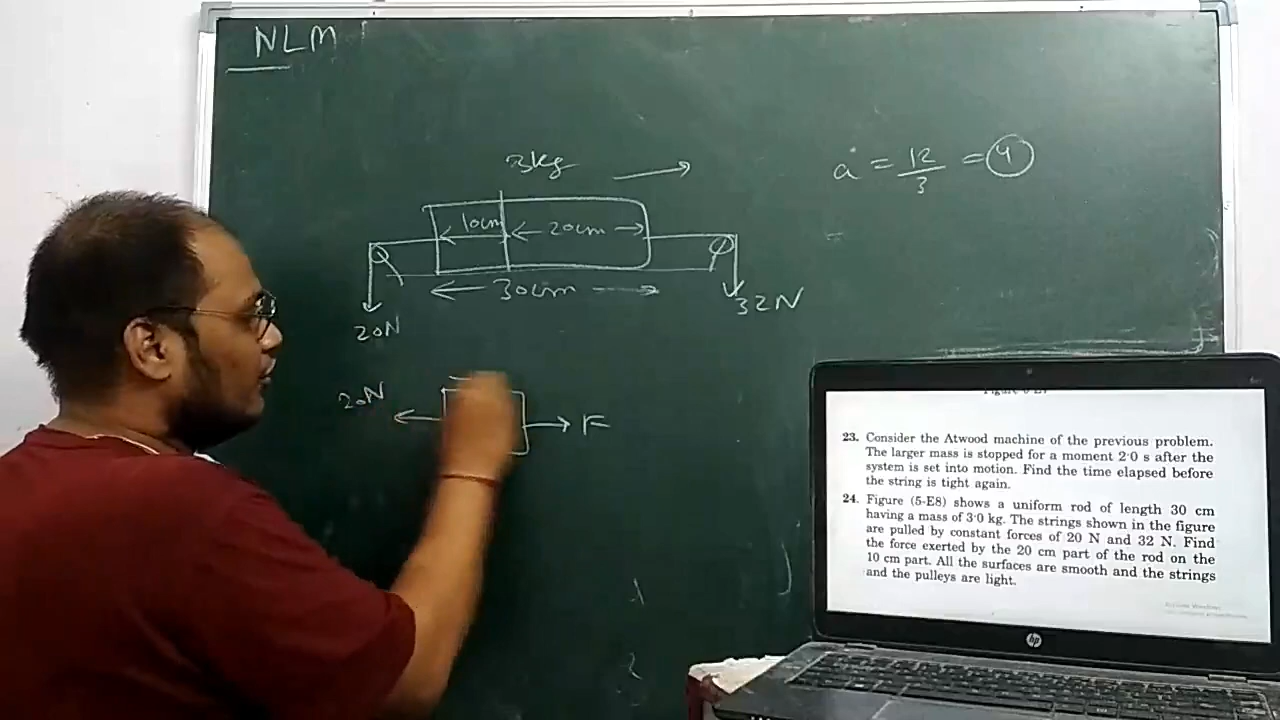 NLM
3kg
a = 12/3 = 4
10cm
20cm
30cm
20N
32N
20N
F
23. Consider the Atwood machine of the previous problem.
The larger mass is stopped for a moment 2·0 s after the
system is set into motion. Find the time elapsed before
the string is tight again.
24. Figure (5-E8) shows a uniform rod of length 30 cm
having a mass of 3·0 kg. The strings shown in the figure
are pulled by constant forces of 20 N and 32 N. Find
the force exerted by the 20 cm part of the rod on the
10 cm part. All the surfaces are smooth and the strings
and the pulleys are light.
hp